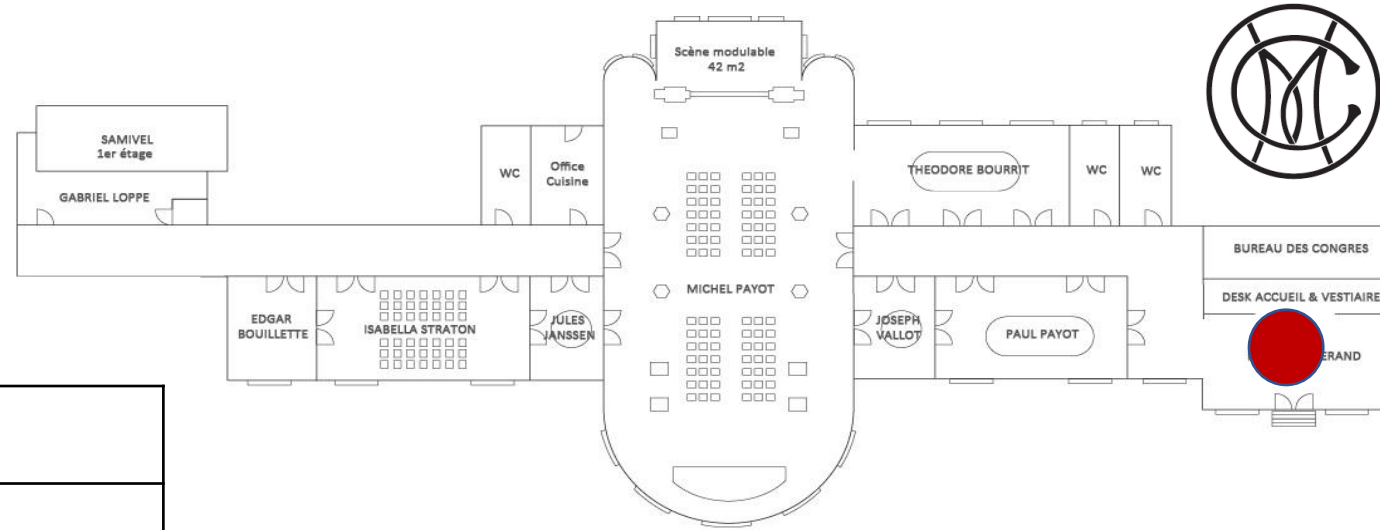 Scène modulable
42 m2
SAMIVEL
1er étage
GABRIEL LOPPE
WC
Office
Cuisine
THEODORE BOURRIT
WC
WC
BUREAU DES CONGRES
DESK ACCUEIL & VESTIAIRE
ERAND
MICHEL PAYOT
EDGAR
BOUILLETTE
ISABELLA STRATON
JULES
JANSSEN
JOSEPH
VALLOT
PAUL PAYOT